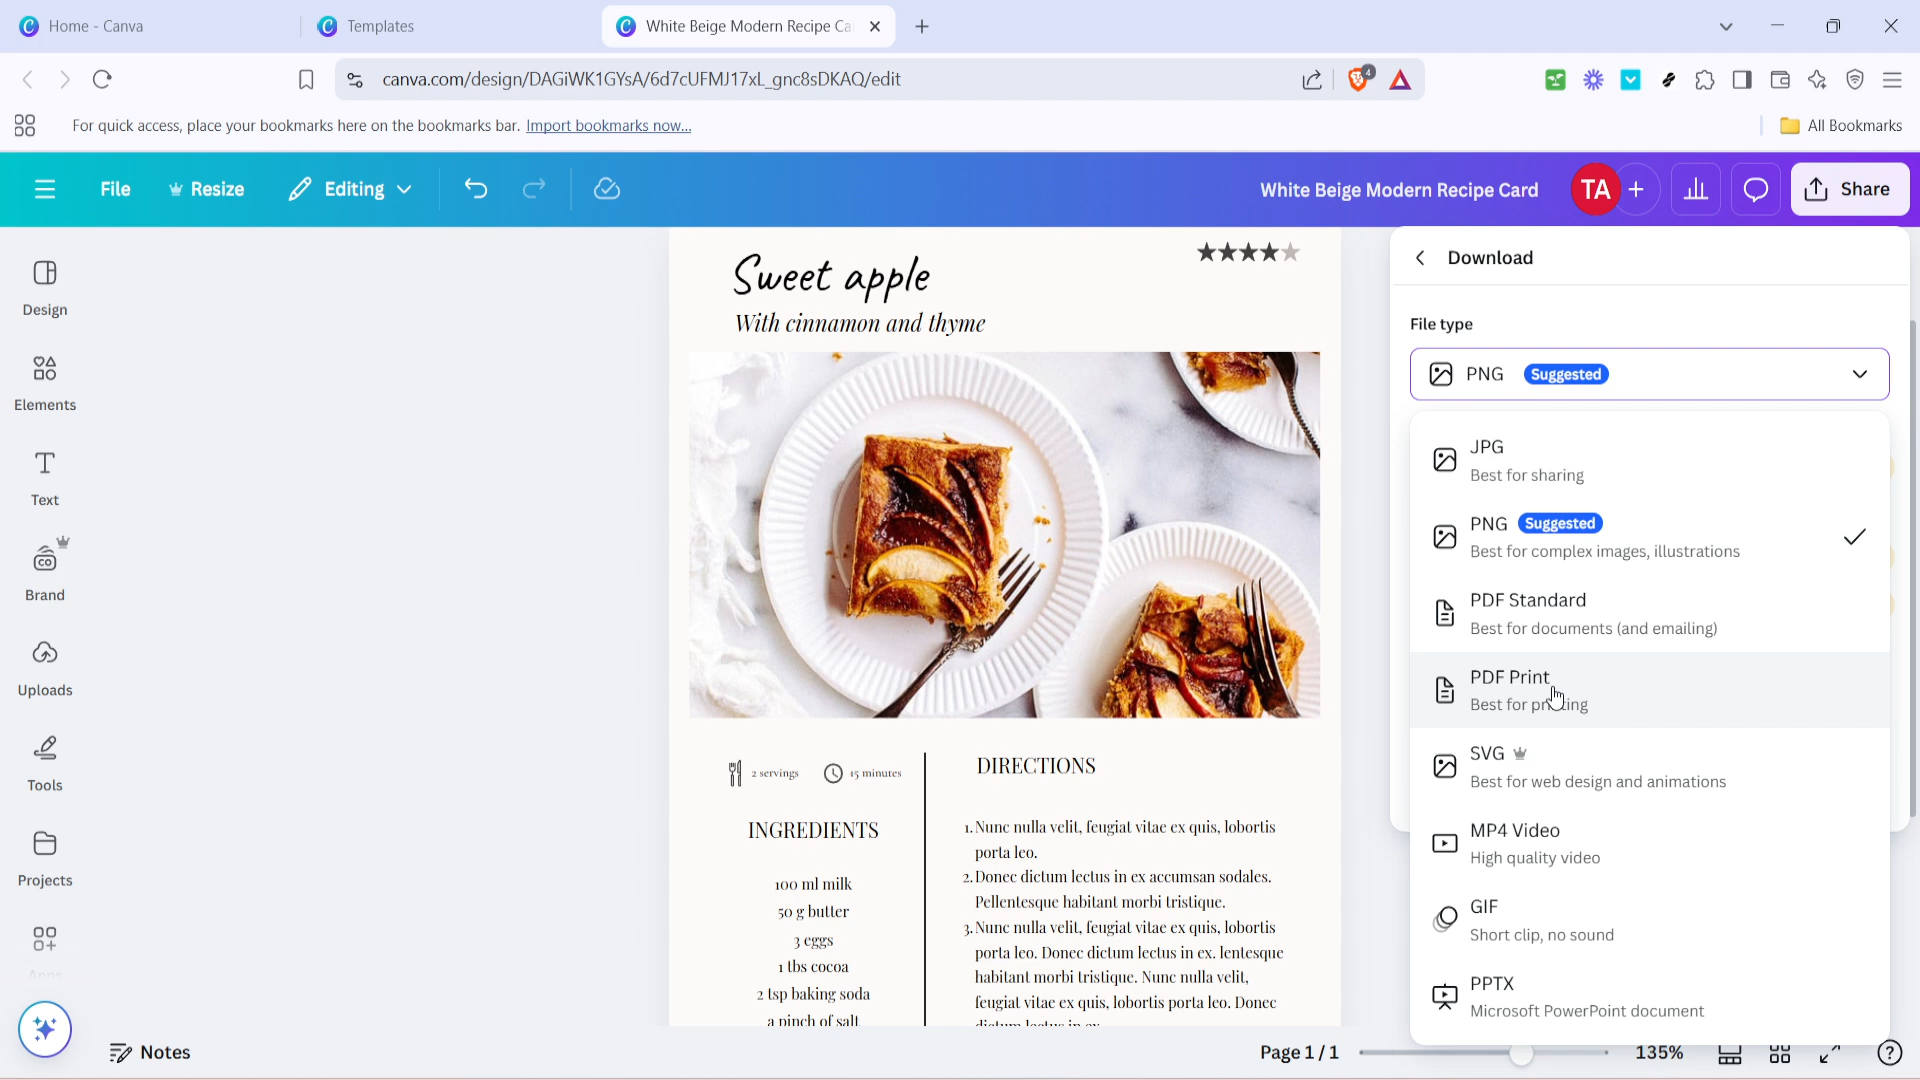 Home - Canva
Templates
White Beige Modern Recipe Ca
canva.com/design/DAGiWK1GYsA/6d7cUFMJ17xL_gnc8sDKAQ/edit
4
For quick access, place your bookmarks here on the bookmarks bar. Import bookmarks now...
All Bookmarks
File
Resize
Editing
White Beige Modern Recipe Card
TA
Share
Design
Elements
Text
Brand
Uploads
Tools
Projects
Apps
Sweet apple
With cinnamon and thyme
2 servings
15 minutes
INGREDIENTS
100 ml milk
50 g butter
3 eggs
1 tbs cocoa
2 tsp baking soda
a pinch of salt
DIRECTIONS
1. Nunc nulla velit, feugiat vitae ex quis, lobortis
porta leo.
2. Donec dictum lectus in ex accumsan sodales.
Pellentesque habitant morbi tristique.
3. Nunc nulla velit, feugiat vitae ex quis, lobortis
porta leo. Donec dictum lectus in ex. lentesque
habitant morbi tristique. Nunc nulla velit,
feugiat vitae ex quis, lobortis porta leo. Donec
dictum lectus in ex
Download
File type
PNG Suggested
JPG
Best for sharing
PNG Suggested
Best for complex images, illustrations
PDF Standard
Best for documents (and emailing)
PDF Print
Best for printing
SVG
Best for web design and animations
MP4 Video
High quality video
GIF
Short clip, no sound
PPTX
Microsoft PowerPoint document
Notes
Page 1 / 1
135%